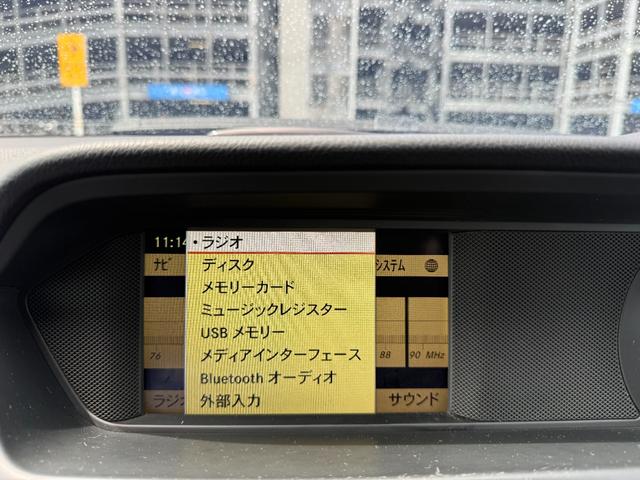 11:14
・ラジオ
ナビ
ディスク
システム
メモリーカード
ミュージックレジスター
USB メモリー
メディアインターフェース
76
88
90 MHz
Bluetooth オーディオ
ラジオ
外部入力
サウンド